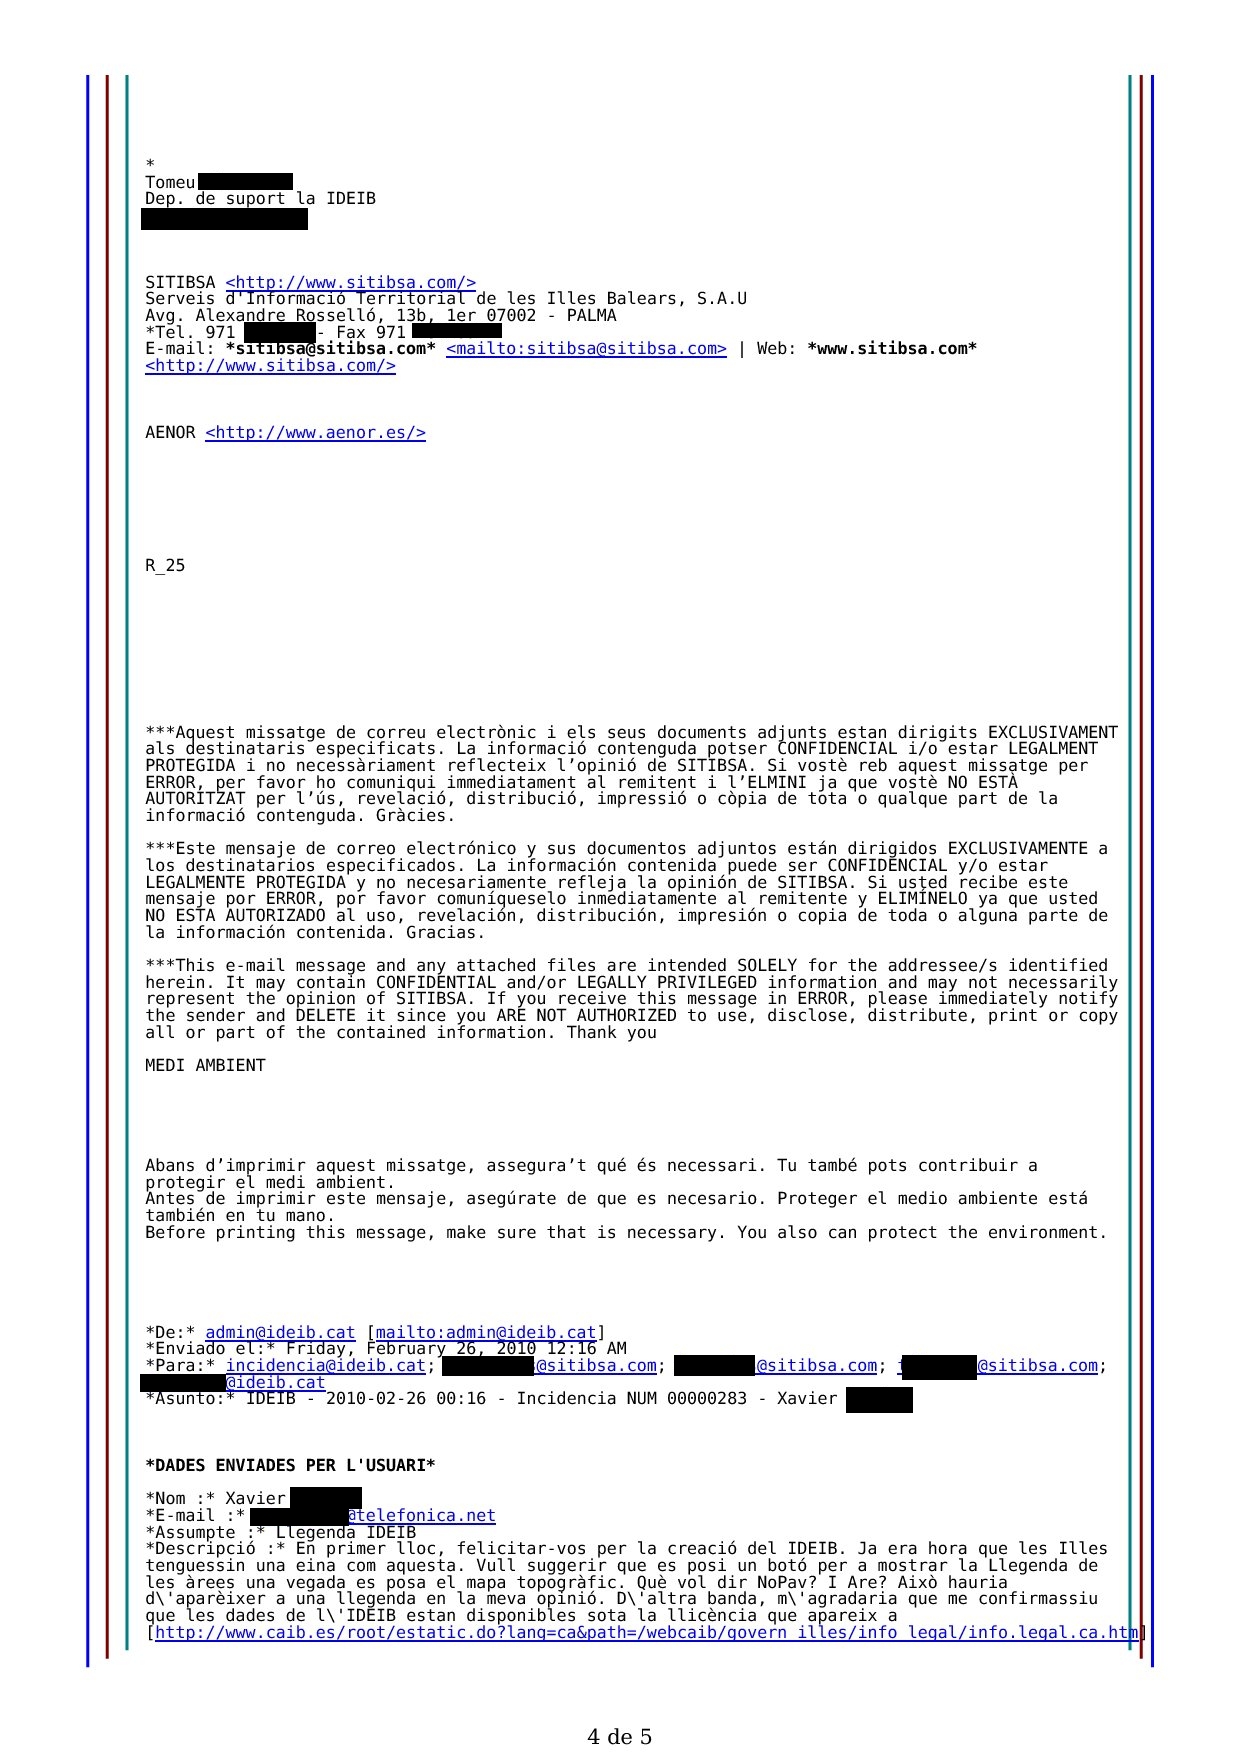 *
Tomeu
Dep. de suport la IDEIB
SITIBSA <http://www.sitibsa.com/>
Serveis d'Informació Territorial de les Illes Balears, S.A.U
Avg. Alexandre Rosselló, 13b, 1er 07002 - PALMA
*Tel. 971 - Fax 971
E-mail: *sitibsa@sitibsa.com* <mailto:sitibsa@sitibsa.com> | Web: *www.sitibsa.com*
<http://www.sitibsa.com/>
AENOR <http://www.aenor.es/>
R_25
***Aquest missatge de correu electrònic i els seus documents adjunts estan dirigits EXCLUSIVAMENT
als destinataris especificats. La informació contenguda potser CONFIDENCIAL i/o estar LEGALMENT
PROTEGIDA i no necessàriament reflecteix l’opinió de SITIBSA. Si vostè reb aquest missatge per
ERROR, per favor ho comuniqui immediatament al remitent i l’ELMINI ja que vostè NO ESTÀ
AUTORITZAT per l’ús, revelació, distribució, impressió o còpia de tota o qualque part de la
informació contenguda. Gràcies.
***Este mensaje de correo electrónico y sus documentos adjuntos están dirigidos EXCLUSIVAMENTE a
los destinatarios especificados. La información contenida puede ser CONFIDENCIAL y/o estar
LEGALMENTE PROTEGIDA y no necesariamente refleja la opinión de SITIBSA. Si usted recibe este
mensaje por ERROR, por favor comuníqueselo inmediatamente al remitente y ELIMÍNELO ya que usted
NO ESTA AUTORIZADO al uso, revelación, distribución, impresión o copia de toda o alguna parte de
la información contenida. Gracias.
***This e-mail message and any attached files are intended SOLELY for the addressee/s identified
herein. It may contain CONFIDENTIAL and/or LEGALLY PRIVILEGED information and may not necessarily
represent the opinion of SITIBSA. If you receive this message in ERROR, please immediately notify
the sender and DELETE it since you ARE NOT AUTHORIZED to use, disclose, distribute, print or copy
all or part of the contained information. Thank you
MEDI AMBIENT
Abans d’imprimir aquest missatge, assegura’t qué és necessari. Tu també pots contribuir a
protegir el medi ambient.
Antes de imprimir este mensaje, asegúrate de que es necesario. Proteger el medio ambiente está
también en tu mano.
Before printing this message, make sure that is necessary. You also can protect the environment.
*De:* admin@ideib.cat [mailto:admin@ideib.cat]
*Enviado el:* Friday, February 26, 2010 12:16 AM
*Para:* incidencia@ideib.cat; @sitibsa.com; @sitibsa.com; @sitibsa.com;
@ideib.cat
*Asunto:* IDEIB - 2010-02-26 00:16 - Incidencia NUM 00000283 - Xavier
*DADES ENVIADES PER L'USUARI*
*Nom :* Xavier
*E-mail :* @telefonica.net
*Assumpte :* Llegenda IDEIB
*Descripció :* En primer lloc, felicitar-vos per la creació del IDEIB. Ja era hora que les Illes
tenguessin una eina com aquesta. Vull suggerir que es posi un botó per a mostrar la Llegenda de
les àrees una vegada es posa el mapa topogràfic. Què vol dir NoPav? I Are? Això hauria
d\'aparèixer a una llegenda en la meva opinió. D\'altra banda, m\'agradaria que me confirmassiu
que les dades de l\'IDEIB estan disponibles sota la llicència que apareix a
[http://www.caib.es/root/estatic.do?lang=ca&path=/webcaib/govern_illes/info_legal/info.legal.ca.htm]
4 de 5